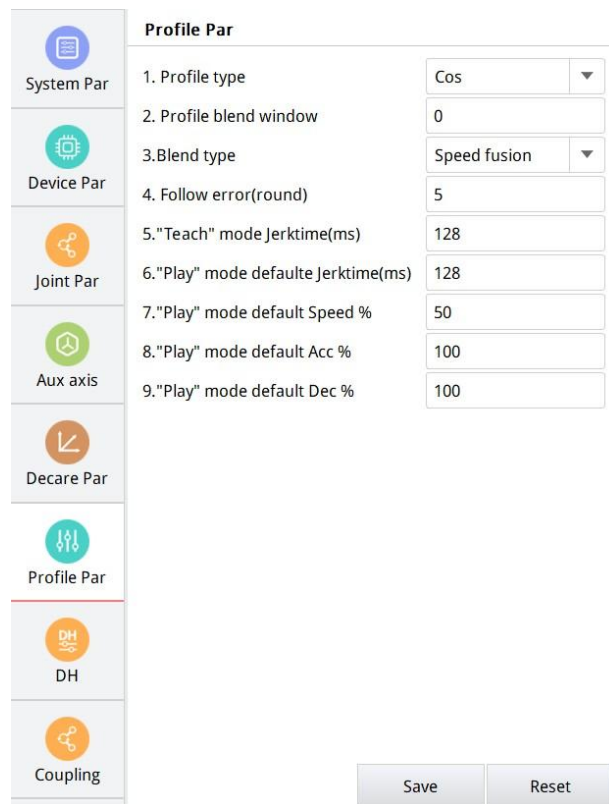 Profile Par
System Par
Device Par
Joint Par
Aux axis
Decare Par
Profile Par
DH
DH
Coupling
1. Profile type Cos
2. Profile blend window 0
3.Blend type Speed fusion
4. Follow error(round) 5
5."Teach" mode Jerktime(ms) 128
6."Play" mode defaulte Jerktime(ms) 128
7."Play" mode default Speed % 50
8."Play" mode default Acc % 100
9."Play" mode default Dec % 100
Save Reset